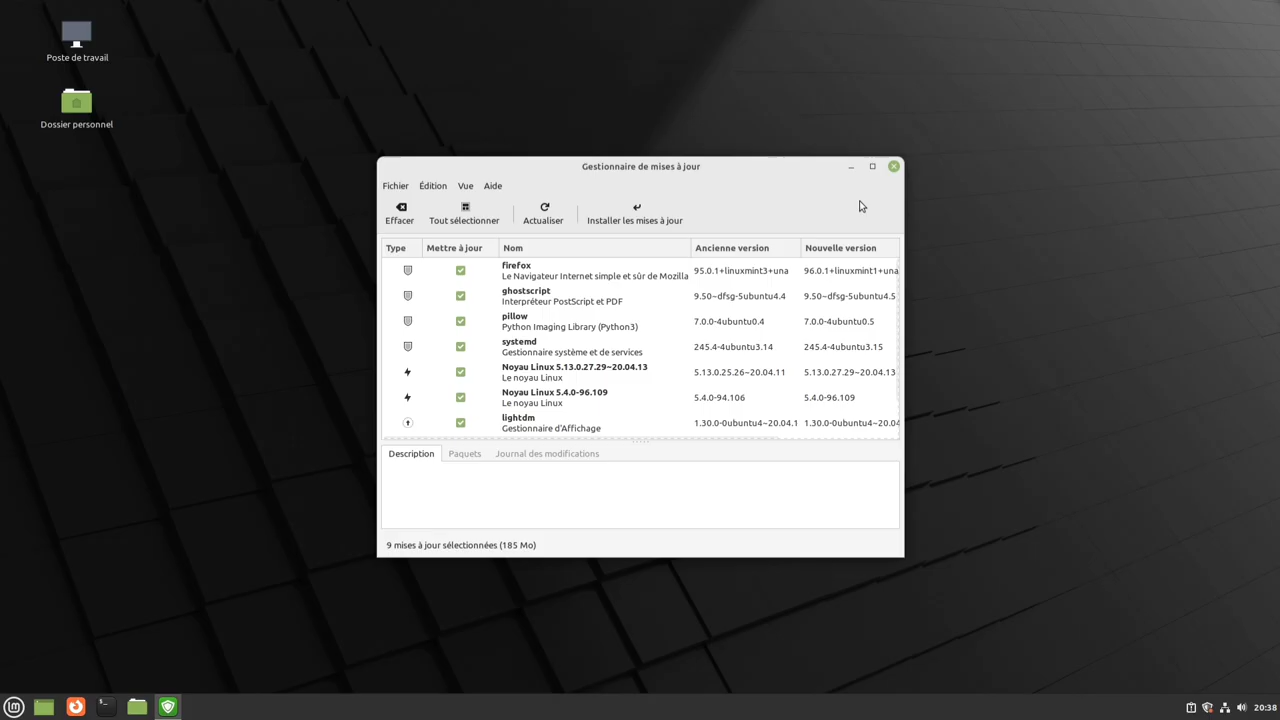 Poste de travail
Dossier personnel
Gestionnaire de mises à jour
Fichier Édition Vue Aide
Effacer Tout sélectionner Actualiser Installer les mises à jour
Type Mettre à jour Nom Ancienne version Nouvelle version
firefox
Le Navigateur Internet simple et sûr de Mozilla 95.0.1+linuxmint3+una 96.0.1+linuxmint1+una
ghostscript
Interpréteur PostScript et PDF 9.50~dfsg-5ubuntu4.4 9.50~dfsg-5ubuntu4.5
pillow
Python Imaging Library (Python3) 7.0.0-4ubuntu0.4 7.0.0-4ubuntu0.5
systemd
Gestionnaire système et de services 245.4-4ubuntu3.14 245.4-4ubuntu3.15
Noyau Linux 5.13.0.27.29~20.04.13
Le noyau Linux 5.13.0.25.26~20.04.11 5.13.0.27.29~20.04.13
Noyau Linux 5.4.0-96.109
Le noyau Linux 5.4.0-94.106 5.4.0-96.109
lightdm
Gestionnaire d'Affichage 1.30.0-0ubuntu4~20.04.1 1.30.0-0ubuntu4~20.04
Description Paquets Journal des modifications
9 mises à jour sélectionnées (185 Mo)
20:38